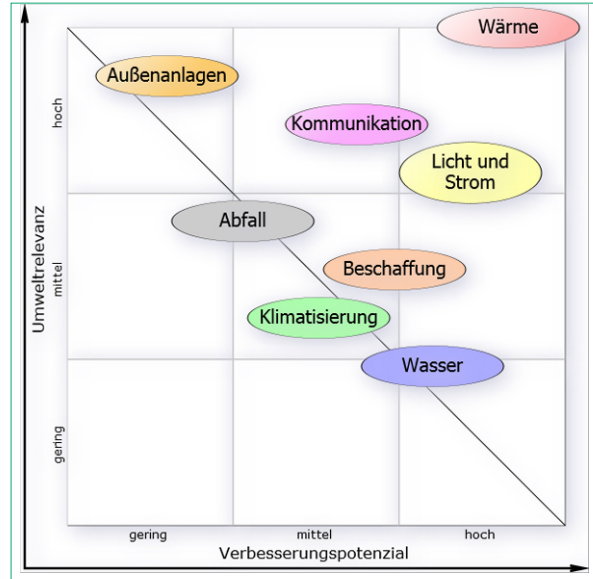 Wärme
Außenanlagen
Kommunikation
Licht und
Strom
Abfall
Beschaffung
Klimatisierung
Wasser
Umweltrelevanz
hoch
mittel
gering
gering
mittel
hoch
Verbesserungspotenzial